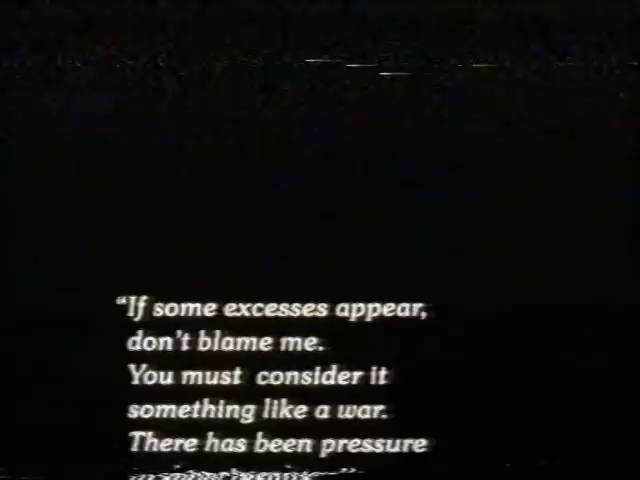 “If some excesses appear,
don't blame me.
You must consider it
something like a war.
There has been pressure